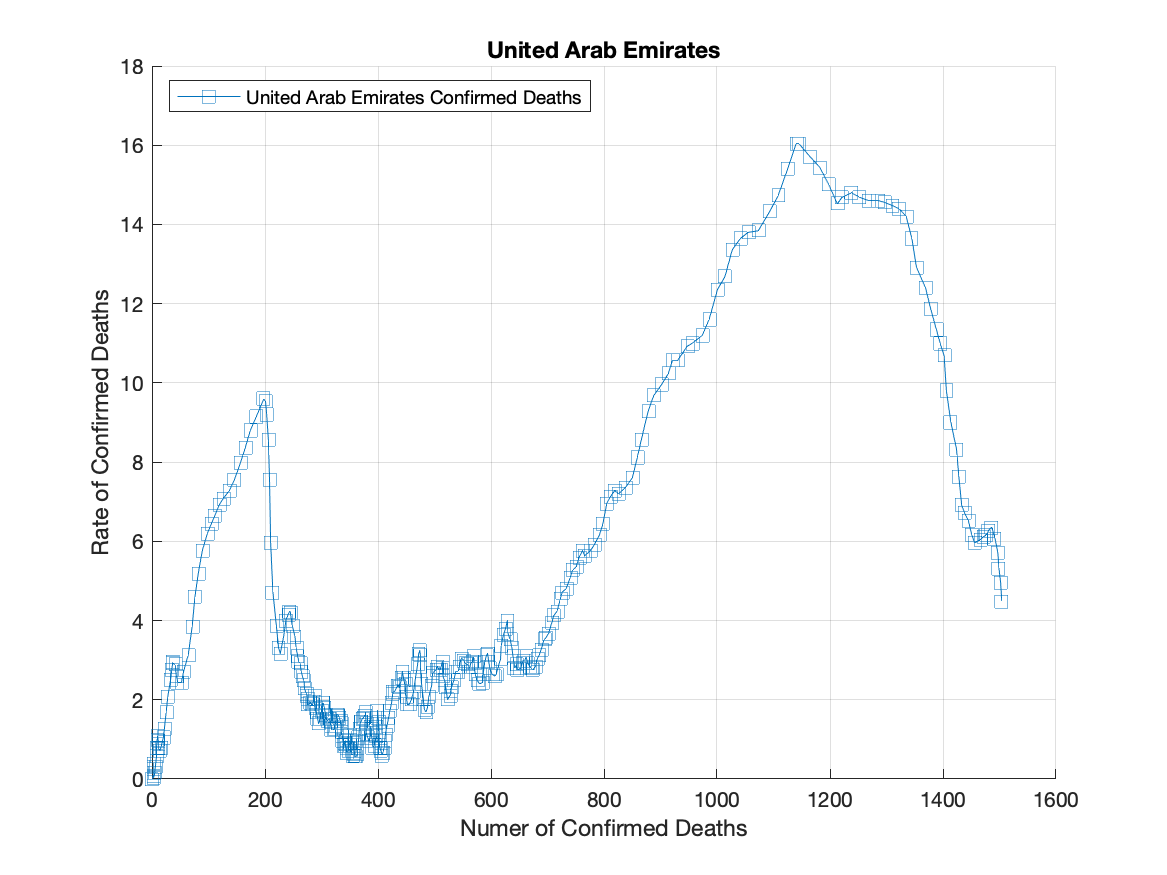 United Arab Emirates
United Arab Emirates Confirmed Deaths
18
16
14
12
10
8
6
4
2
0
Rate of Confirmed Deaths
0 200 400 600 800 1000 1200 1400 1600
Numer of Confirmed Deaths